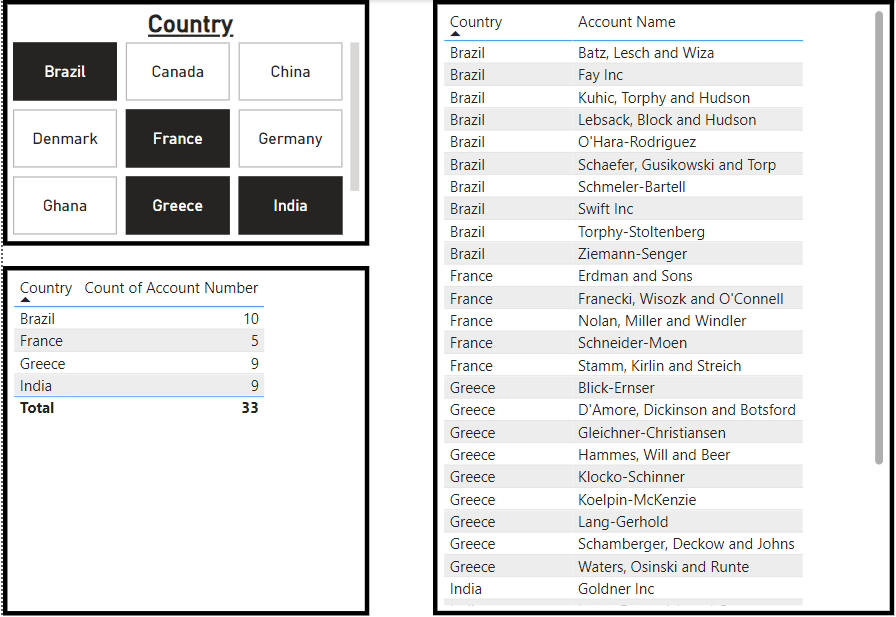 Country
Brazil Canada China
Denmark France Germany
Ghana Greece India
Country Count of Account Number
Brazil 10
France 5
Greece 9
India 9
Total 33
Country Account Name
Brazil Batz, Lesch and Wiza
Brazil Fay Inc
Brazil Kuhic, Torphy and Hudson
Brazil Lebsack, Block and Hudson
Brazil O'Hara-Rodriguez
Brazil Schaefer, Gusikowski and Torp
Brazil Schmeler-Bartell
Brazil Swift Inc
Brazil Torphy-Stoltenberg
Brazil Ziemann-Senger
France Erdman and Sons
France Franecki, Wisozk and O'Connell
France Nolan, Miller and Windler
France Schneider-Moen
France Stamm, Kirlin and Streich
Greece Blick-Ernser
Greece D'Amore, Dickinson and Botsford
Greece Gleichner-Christiansen
Greece Hammes, Will and Beer
Greece Klocko-Schinner
Greece Koelpin-McKenzie
Greece Lang-Gerhold
Greece Schamberger, Deckow and Johns
Greece Waters, Osinski and Runte
India Goldner Inc